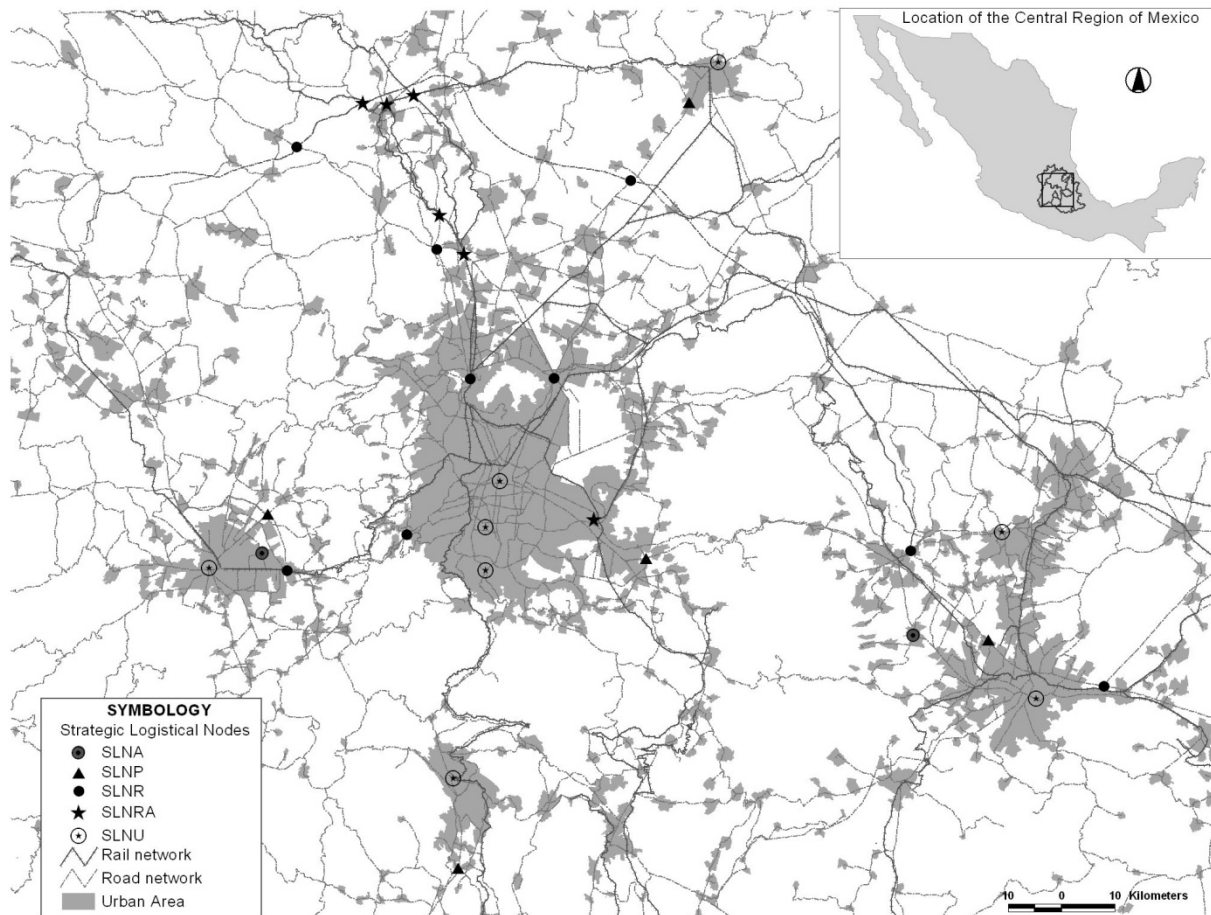 Location of the Central Region of Mexico
SYMBOLOGY
Strategic Logistical Nodes
SLNA
SLNP
SLNR
SLNRA
SLNU
Rail network
Road network
Urban Area
10 0 10 Kilometers